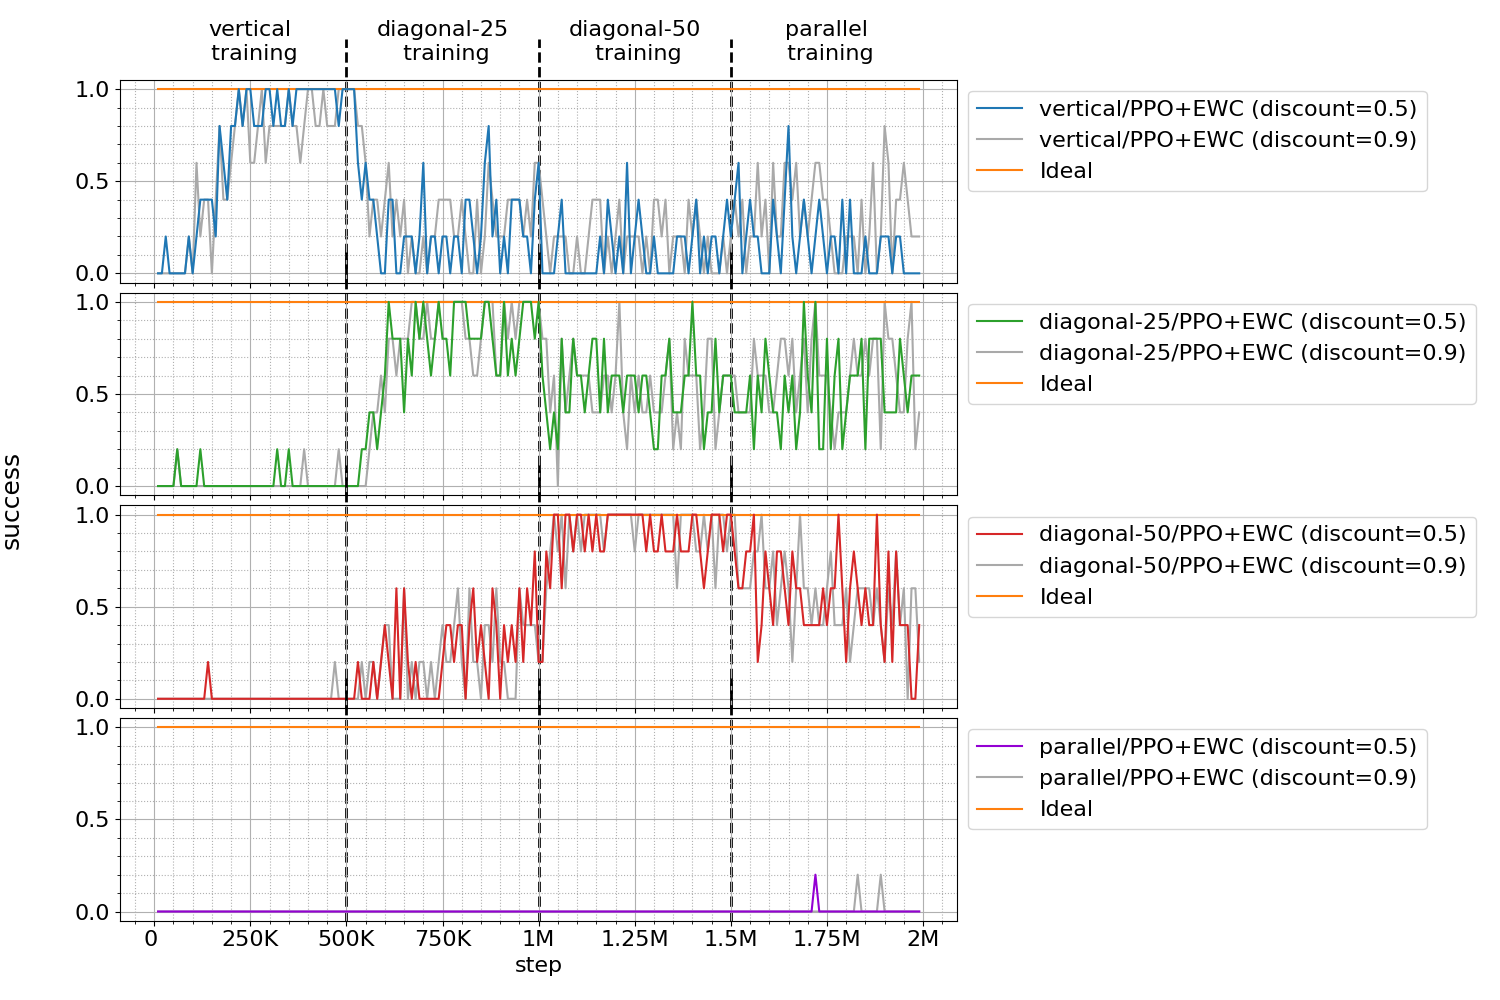 vertical
training
diagonal-25
training
diagonal-50
training
parallel
training
1.0
0.5
0.0
vertical/PPO+EWC (discount=0.5)
vertical/PPO+EWC (discount=0.9)
Ideal
1.0
0.5
0.0
diagonal-25/PPO+EWC (discount=0.5)
diagonal-25/PPO+EWC (discount=0.9)
Ideal
success
1.0
0.5
0.0
diagonal-50/PPO+EWC (discount=0.5)
diagonal-50/PPO+EWC (discount=0.9)
Ideal
1.0
0.5
0.0
parallel/PPO+EWC (discount=0.5)
parallel/PPO+EWC (discount=0.9)
Ideal
0 250K 500K 750K 1M 1.25M 1.5M 1.75M 2M
step